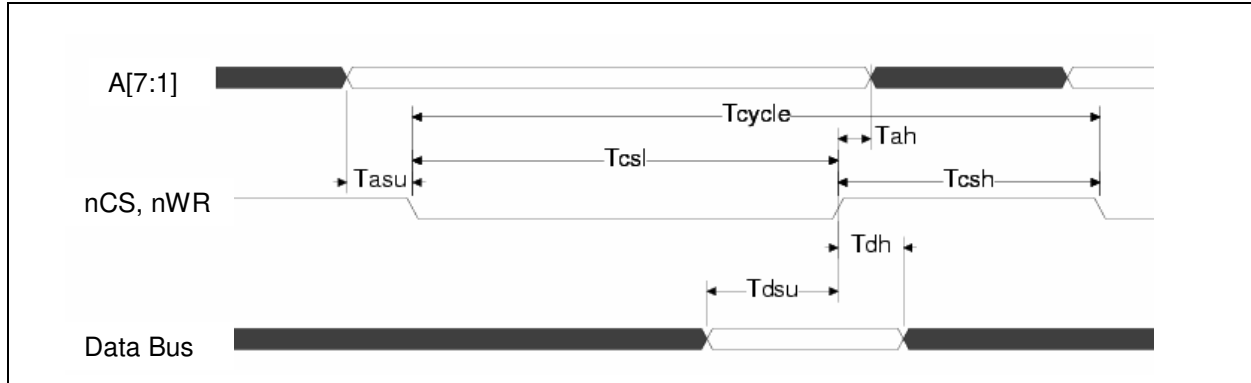 A[7:1]
Tcycle
Tah
Tcsl
Tasu
Tcsh
nCS, nWR
Tdh
Tdsu
Data Bus